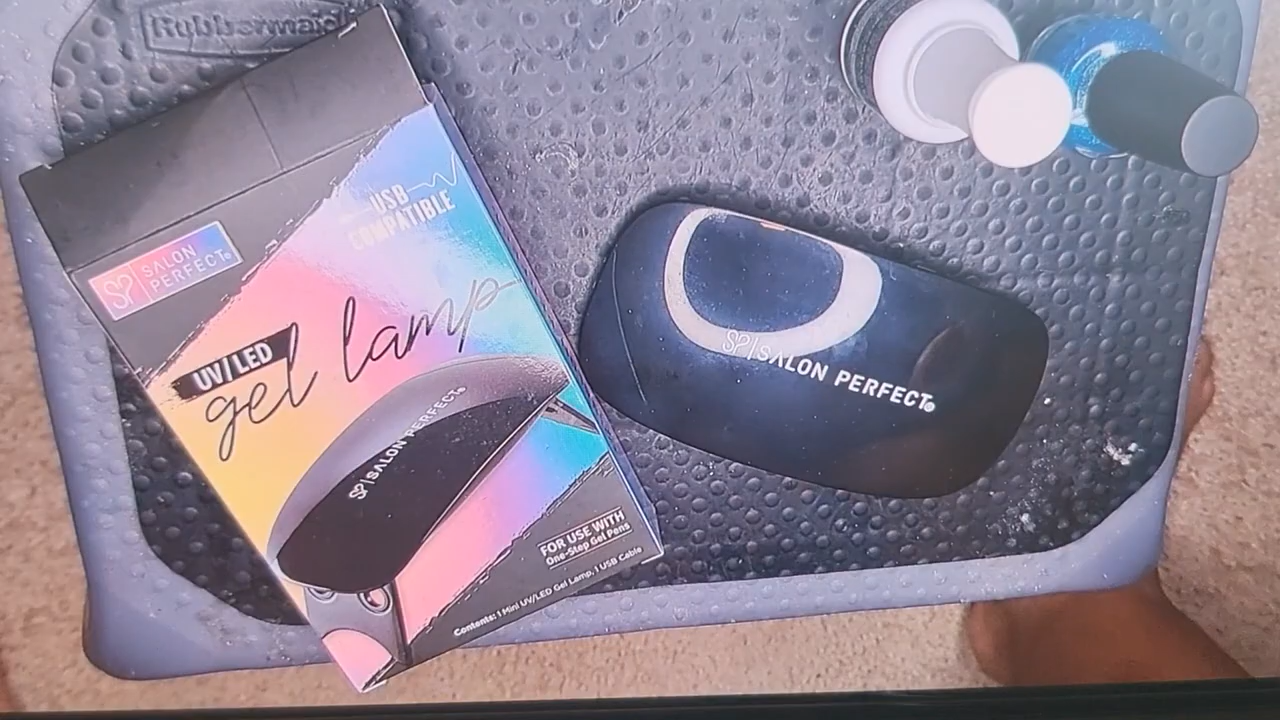 Rubbermaid
USB
COMPATIBLE
SP SALON
PERFECT®
UV/LED
gel lamp
SP|SALON PERFECT®
FOR USE WITH
One-Step Gel Pens
Contents: 1 Mini UV/LED Gel Lamp, 1 USB Cable
SP|SALON PERFECT®